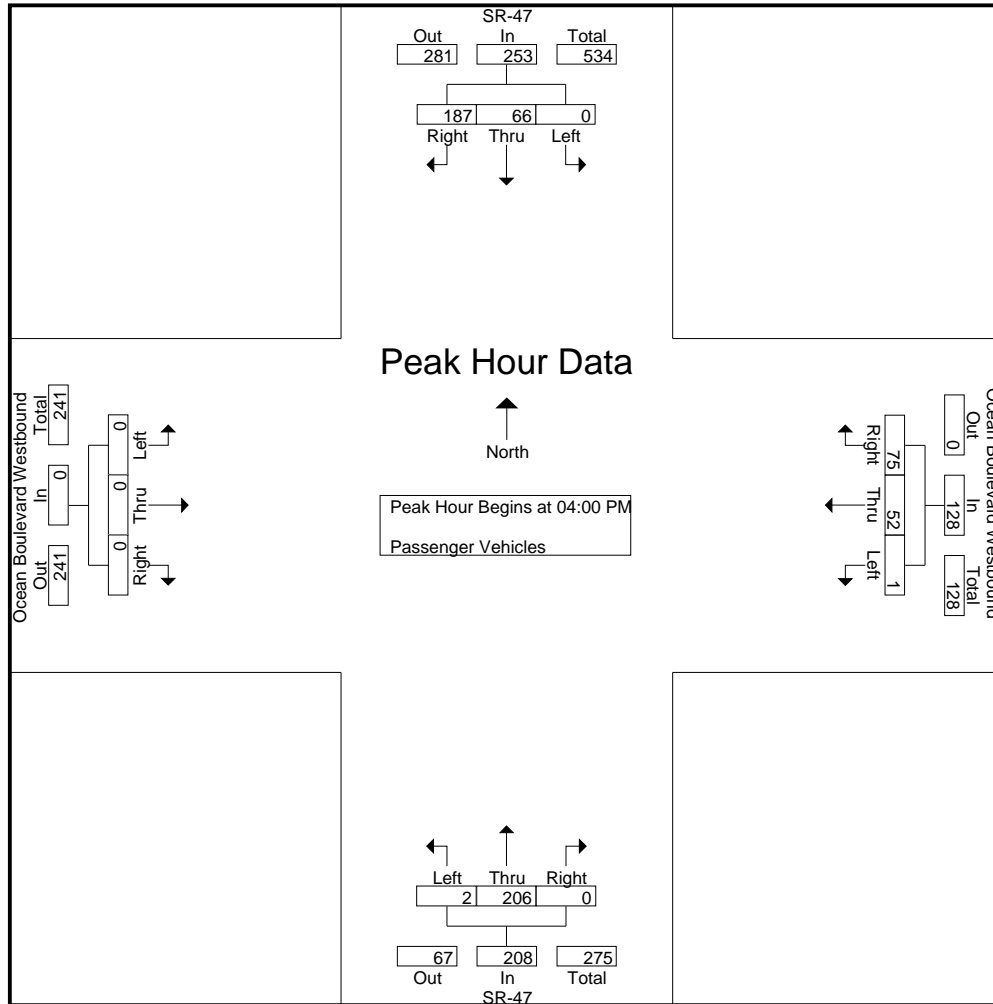 SR-47
Out In Total
281 253 534
187 66 0
Right Thru Left
Peak Hour Data
North
Peak Hour Begins at 04:00 PM
Passenger Vehicles
Ocean Boulevard Westbound
Total In Out
241 0 241
0 0 0
Left Thru Right
Ocean Boulevard Westbound
Out In Total
0 128 128
75 52 1
Right Thru Left
Left Thru Right
2 206 0
67 208 275
Out In Total
SR-47